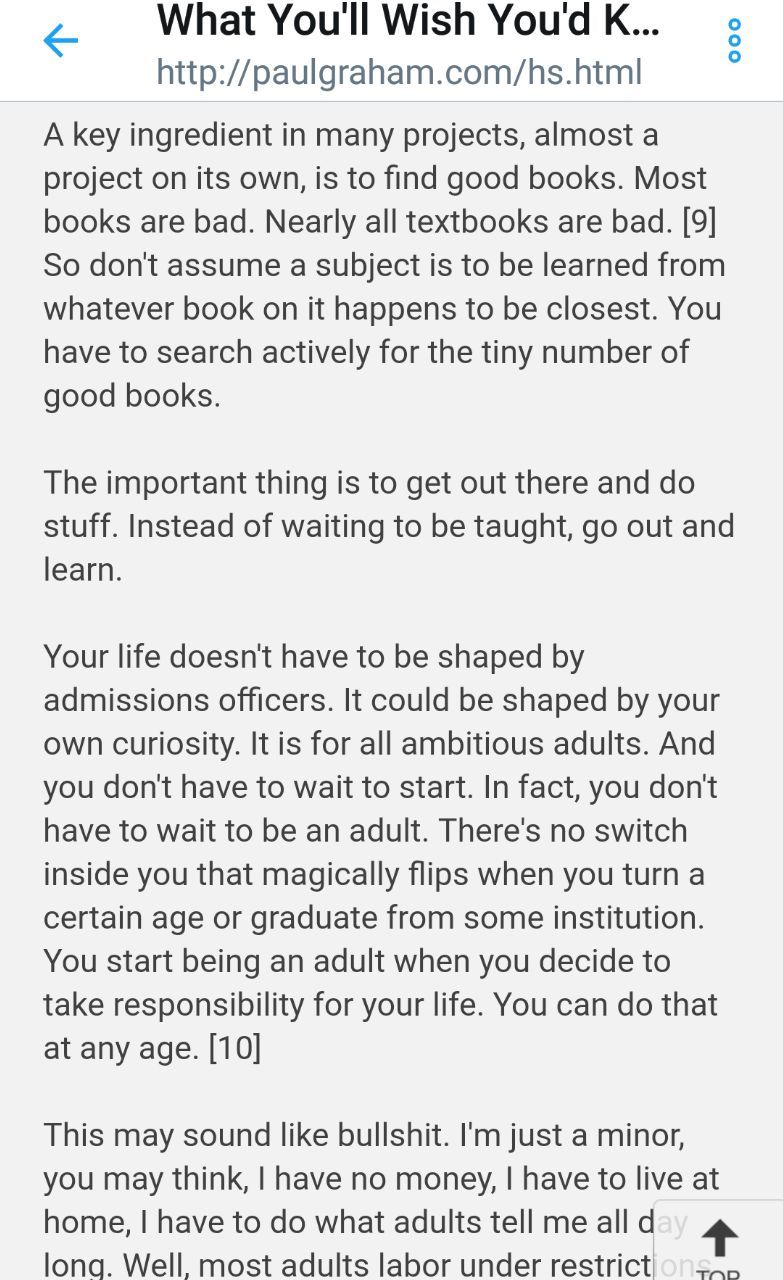 What You'll Wish You'd K...
http://paulgraham.com/hs.html
A key ingredient in many projects, almost a
project on its own, is to find good books. Most
books are bad. Nearly all textbooks are bad. [9]
So don't assume a subject is to be learned from
whatever book on it happens to be closest. You
have to search actively for the tiny number of
good books.
The important thing is to get out there and do
stuff. Instead of waiting to be taught, go out and
learn.
Your life doesn't have to be shaped by
admissions officers. It could be shaped by your
own curiosity. It is for all ambitious adults. And
you don't have to wait to start. In fact, you don't
have to wait to be an adult. There's no switch
inside you that magically flips when you turn a
certain age or graduate from some institution.
You start being an adult when you decide to
take responsibility for your life. You can do that
at any age. [10]
This may sound like bullshit. I'm just a minor,
you may think, I have no money, I have to live at
home, I have to do what adults tell me all day
long. Well, most adults labor under restrictions
TOP